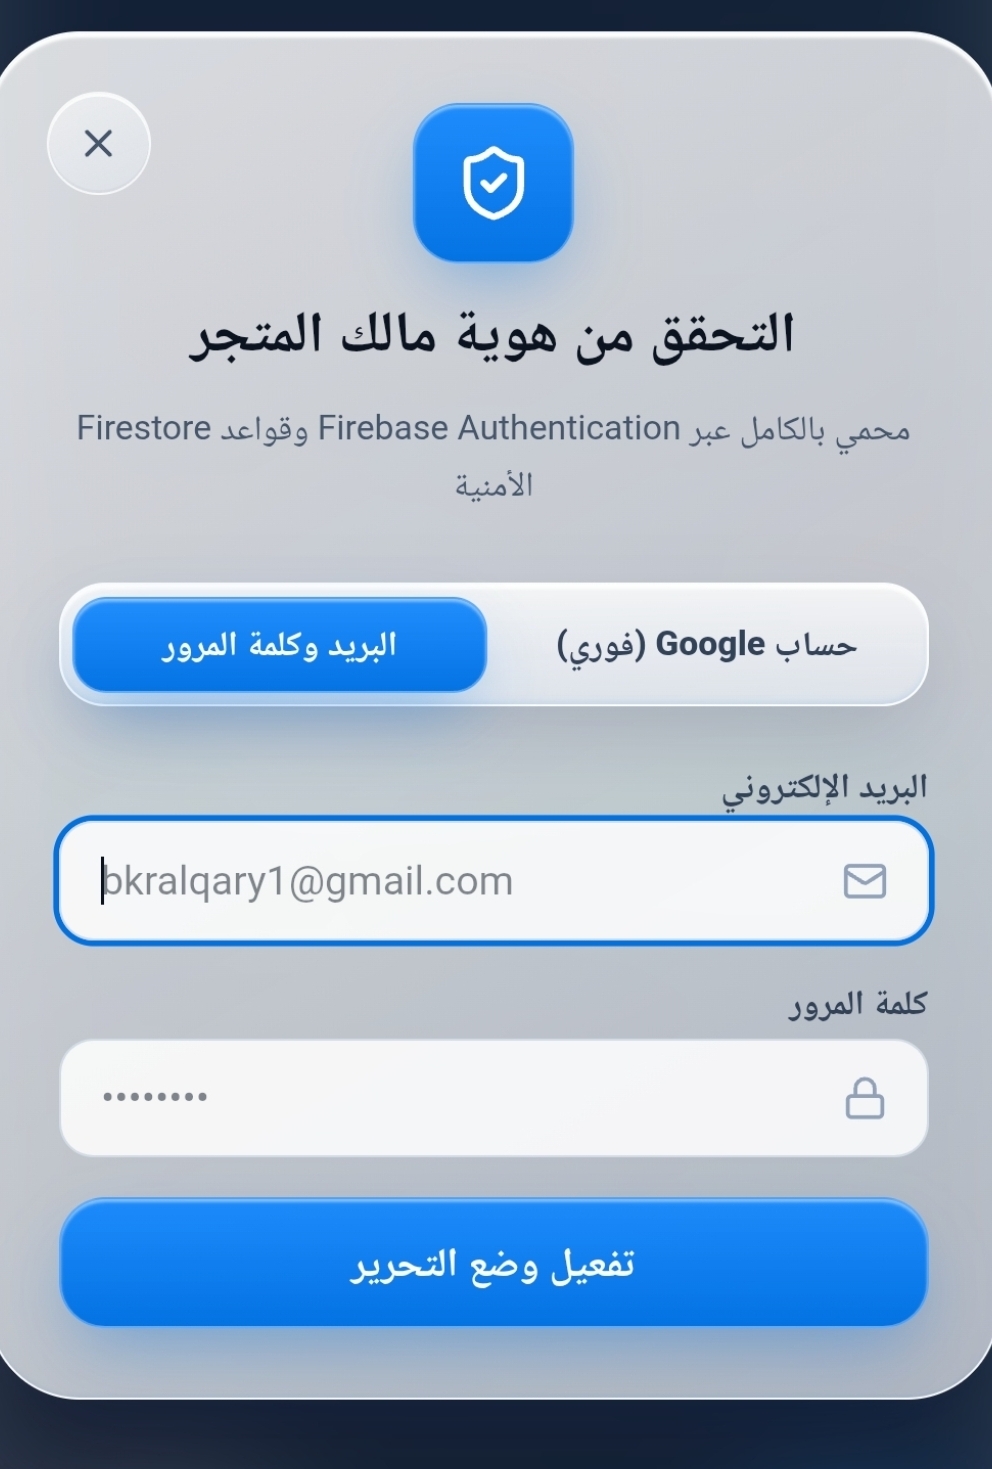 التحقق من هوية مالك المتجر
محمي بالكامل عبر Firebase Authentication وقواعد Firestore
الأمنية
حساب Google (فوري)
البريد وكلمة المرور
البريد الإلكتروني
bkralqary1@gmail.com
كلمة المرور
••••••••
تفعيل وضع التحرير